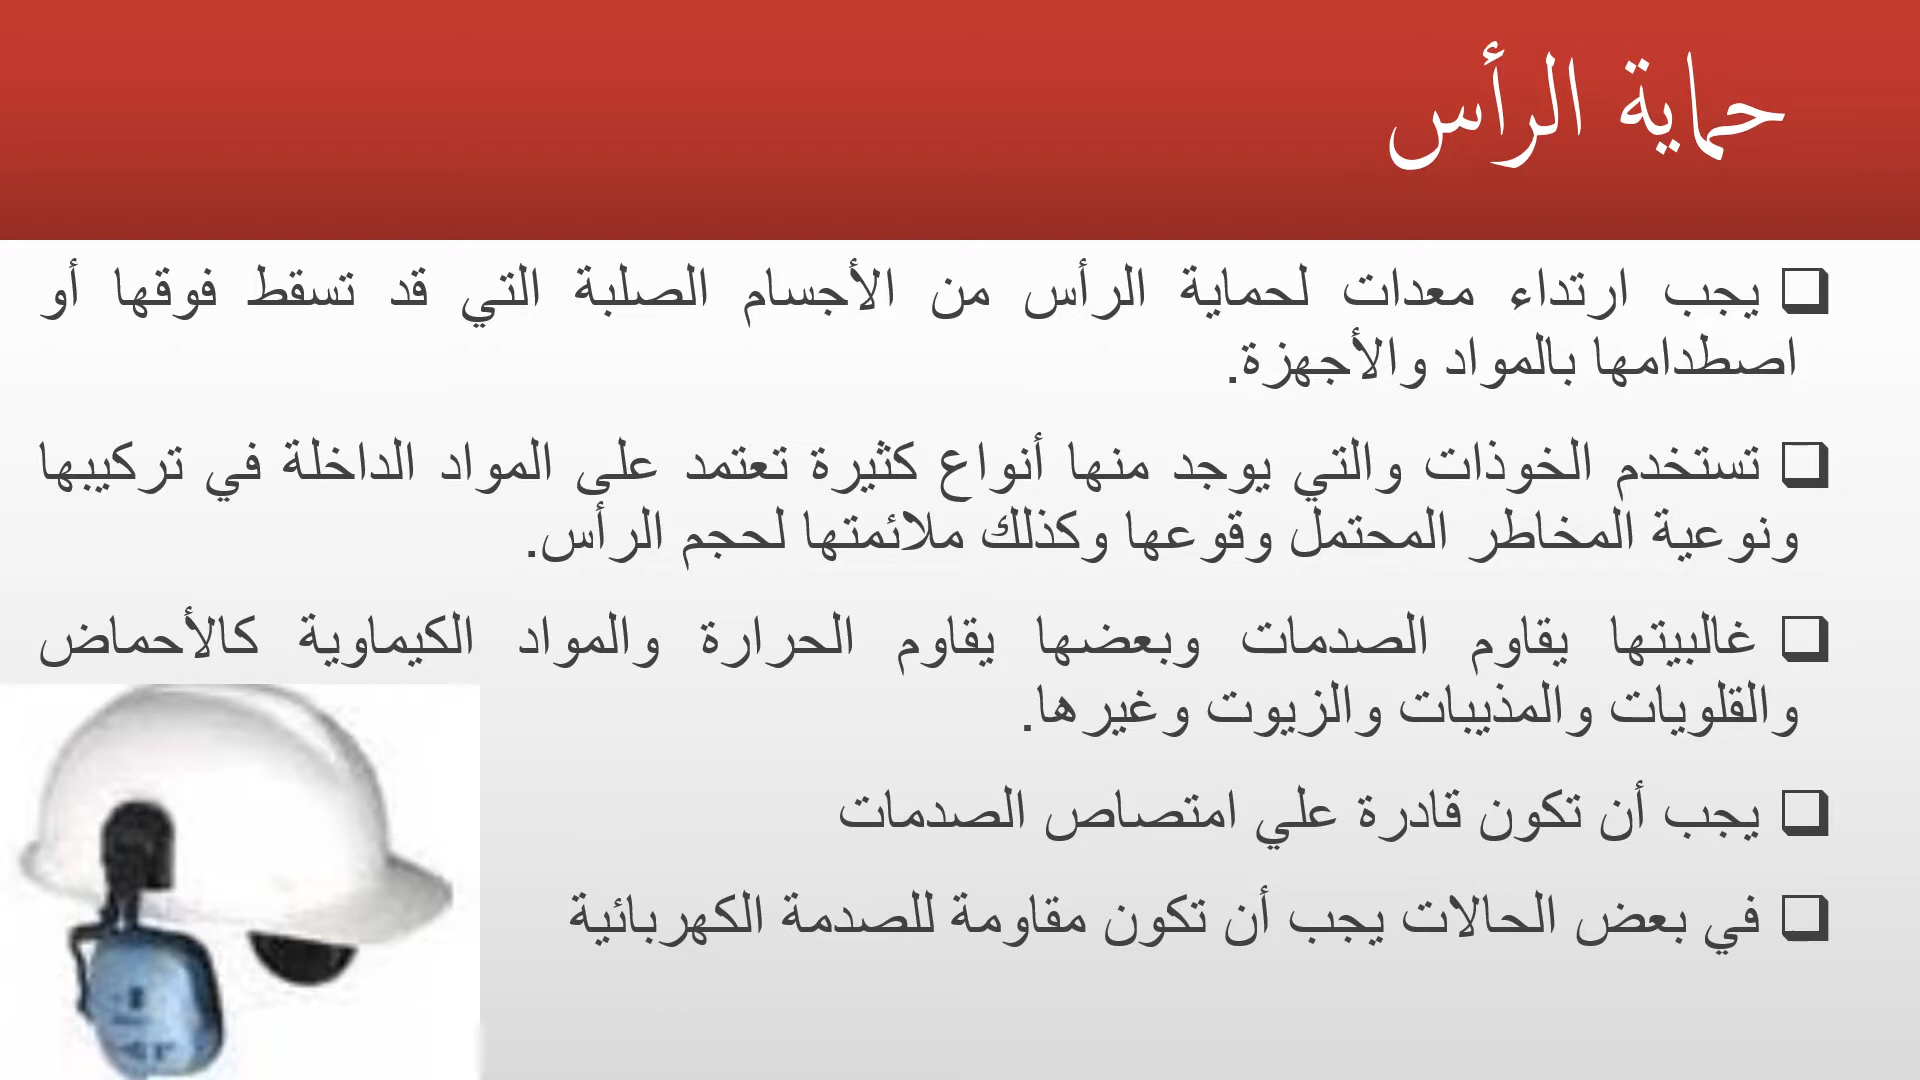 حماية الرأس
يجب ارتداء معدات لحماية الرأس من الأجسام الصلبة التي قد تسقط فوقها أو
اصطدامها بالمواد والأجهزة.
تستخدم الخوذات والتي يوجد منها أنواع كثيرة تعتمد على المواد الداخلة في تركيبها
ونوعية المخاطر المحتمل وقوعها وكذلك ملائمتها لحجم الرأس.
غالبيتها يقاوم الصدمات وبعضها يقاوم الحرارة والمواد الكيماوية كالأحماض
والقلويات والمذيبات والزيوت وغيرها.
يجب أن تكون قادرة علي امتصاص الصدمات
في بعض الحالات يجب أن تكون مقاومة للصدمة الكهربائية